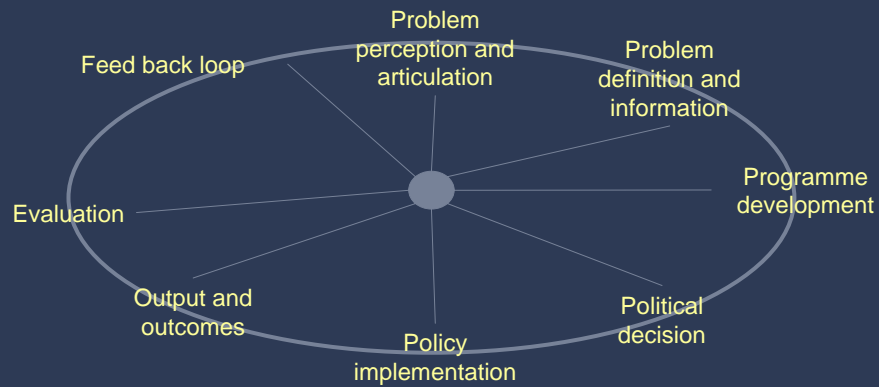 Problem
perception and
articulation
Problem
definition and
information
Programme
development
Political
decision
Policy
implementation
Output and
outcomes
Evaluation
Feed back loop